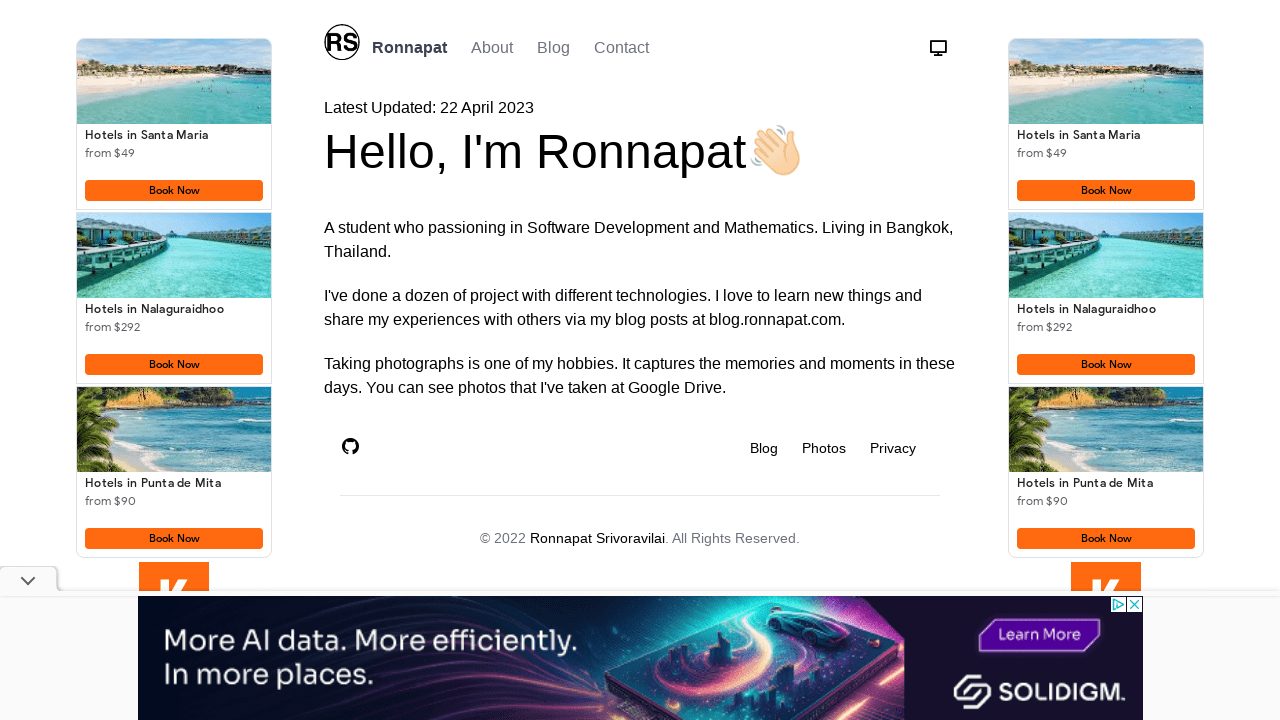 RS
Ronnapat About Blog Contact
Latest Updated: 22 April 2023
Hello, I'm Ronnapat
A student who passioning in Software Development and Mathematics. Living in Bangkok,
Thailand.
I've done a dozen of project with different technologies. I love to learn new things and
share my experiences with others via my blog posts at blog.ronnapat.com.
Taking photographs is one of my hobbies. It captures the memories and moments in these
days. You can see photos that I've taken at Google Drive.
Blog Photos Privacy
© 2022 Ronnapat Srivoravilai. All Rights Reserved.
Hotels in Santa Maria
from $49
Book Now
Hotels in Nalaguraidhoo
from $292
Book Now
Hotels in Punta de Mita
from $90
Book Now
K
Hotels in Santa Maria
from $49
Book Now
Hotels in Nalaguraidhoo
from $292
Book Now
Hotels in Punta de Mita
from $90
Book Now
K
More AI data. More efficiently.
In more places.
Learn More
SOLIDIGM.